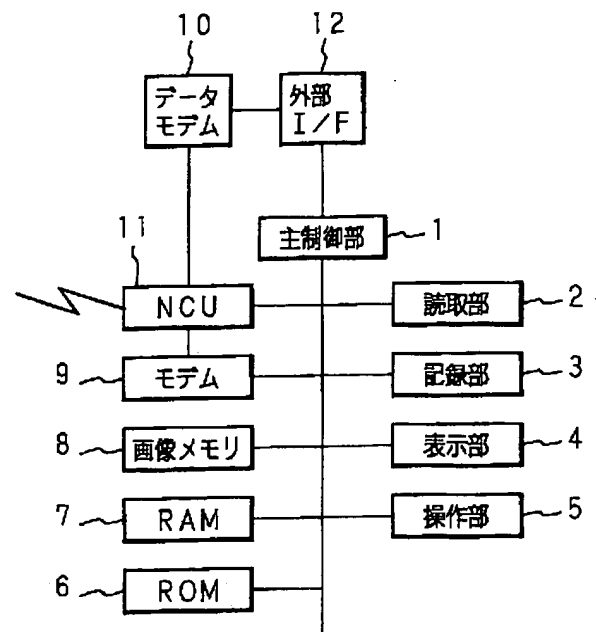 10
12
データ
モデム
外部
I/F
主制御部
1
11
NCU
読取部
2
9
モデム
記録部
3
8
画像メモリ
表示部
4
7
RAM
操作部
5
6
ROM